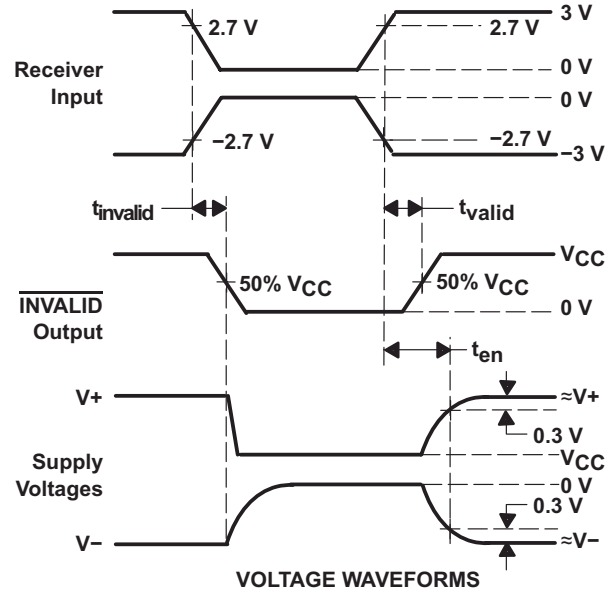 3 V
2.7 V 2.7 V
Receiver
Input
0 V
0 V
−2.7 V −2.7 V
−3 V
tinvalid tvalid
VCC
50% VCC 50% VCC
INVALID
Output
0 V
ten
V+ ≈V+
0.3 V
Supply
Voltages
VCC
0 V
0.3 V
V− ≈V−
VOLTAGE WAVEFORMS